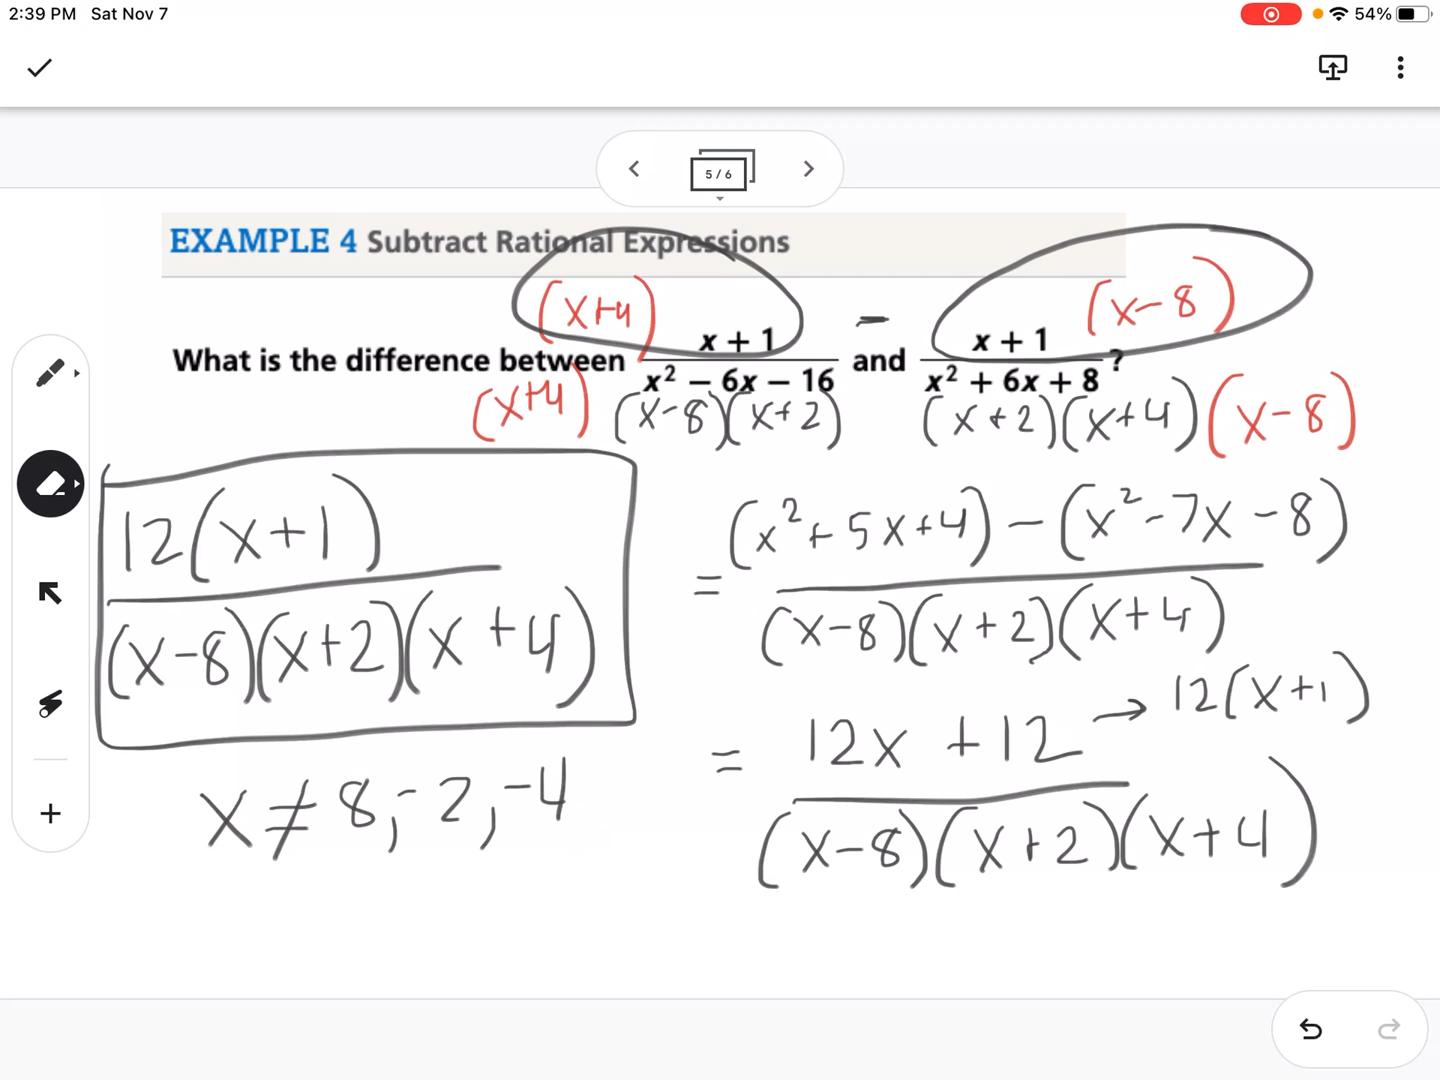 2:39 PM Sat Nov 7 54%
5 / 6
EXAMPLE 4 Subtract Rational Expressions
(x+4) x + 1 − x + 1 (x-8)
What is the difference between and ?
x² − 6x − 16 x² + 6x + 8
(x+4) (x-8)(x+2) (x+2)(x+4)(x-8)
= (x²+5x+4) - (x²-7x-8)
(x-8)(x+2)(x+4)
= 12x + 12 → 12(x+1)
(x-8)(x+2)(x+4)
12(x+1)
(x-8)(x+2)(x+4)
x ≠ 8, -2, -4